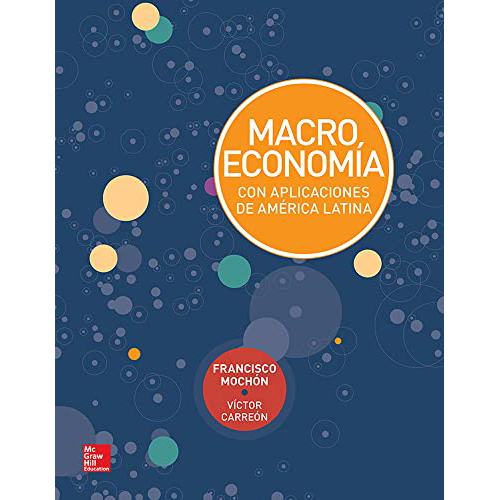 MACRO
ECONOMÍA
CON APLICACIONES
DE AMÉRICA LATINA
FRANCISCO
MOCHÓN
VÍCTOR
CARREÓN
Mc
Graw
Hill
Education